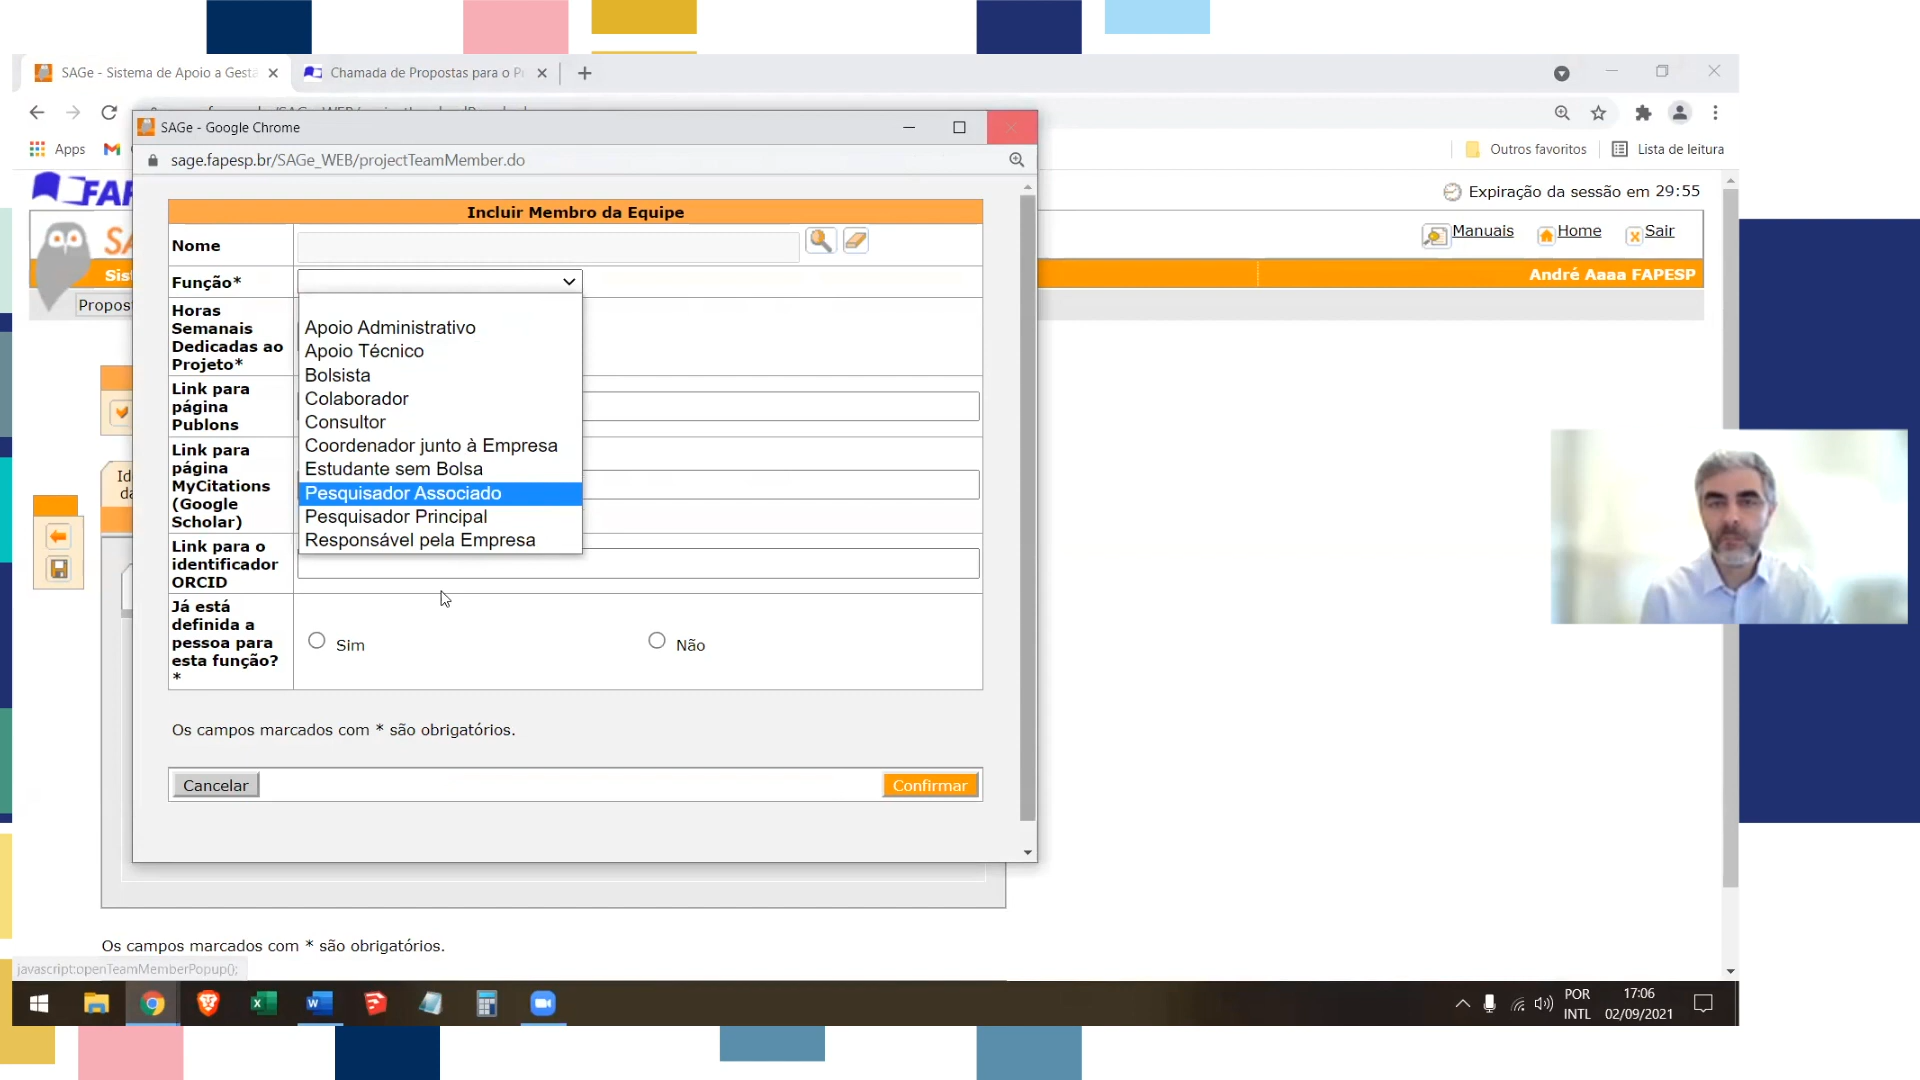 SAGe - Sistema de Apoio a Gestã
Chamada de Propostas para o P
SAGe - Google Chrome
Apps
sage.fapesp.br/SAGe_WEB/projectTeamMember.do
Outros favoritos
Lista de leitura
FAP
Expiração da sessão em 29:55
Incluir Membro da Equipe
Manuais
Home
Sair
Nome
Sis
André Aaaa FAPESP
Função*
Propos
Horas
Semanais
Dedicadas ao
Projeto*
Apoio Administrativo
Apoio Técnico
Bolsista
Colaborador
Consultor
Coordenador junto à Empresa
Estudante sem Bolsa
Pesquisador Associado
Pesquisador Principal
Responsável pela Empresa
Link para
página
Publons
Link para
página
MyCitations
(Google
Scholar)
Link para o
identificador
ORCID
Já está
definida a
pessoa para
esta função?
*
Sim
Não
Id
da
Os campos marcados com * são obrigatórios.
Cancelar
Confirmar
Os campos marcados com * são obrigatórios.
javascript:openTeamMemberPopup();
POR
INTL
17:06
02/09/2021